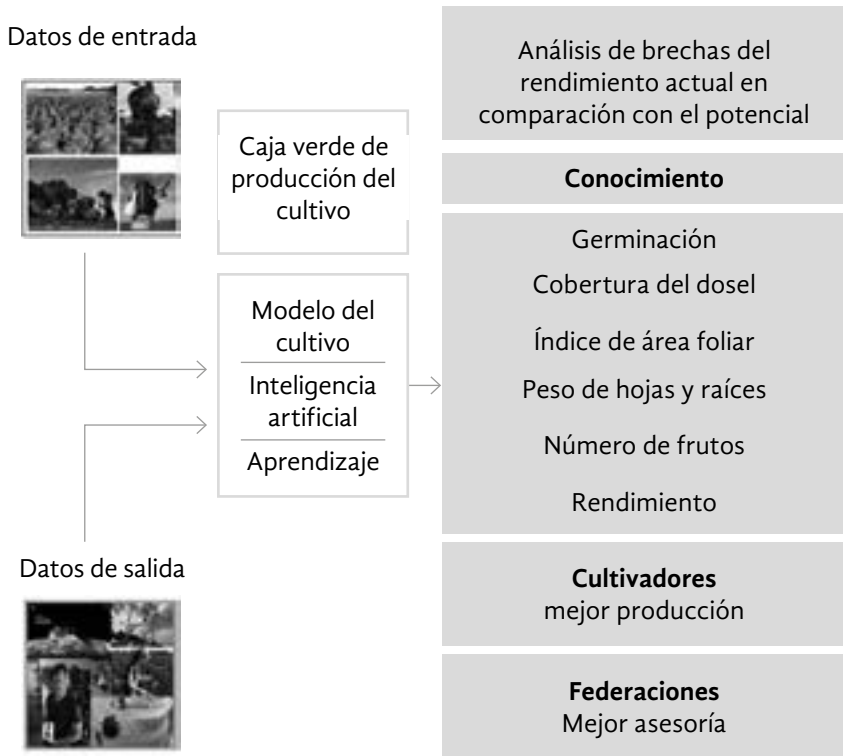 Datos de entrada
Caja verde de
producción del
cultivo
Modelo del
cultivo
Inteligencia
artificial
Aprendizaje
Datos de salida
Análisis de brechas del
rendimiento actual en
comparación con el potencial
Conocimiento
Germinación
Cobertura del dosel
Índice de área foliar
Peso de hojas y raíces
Número de frutos
Rendimiento
Cultivadores
mejor producción
Federaciones
Mejor asesoría